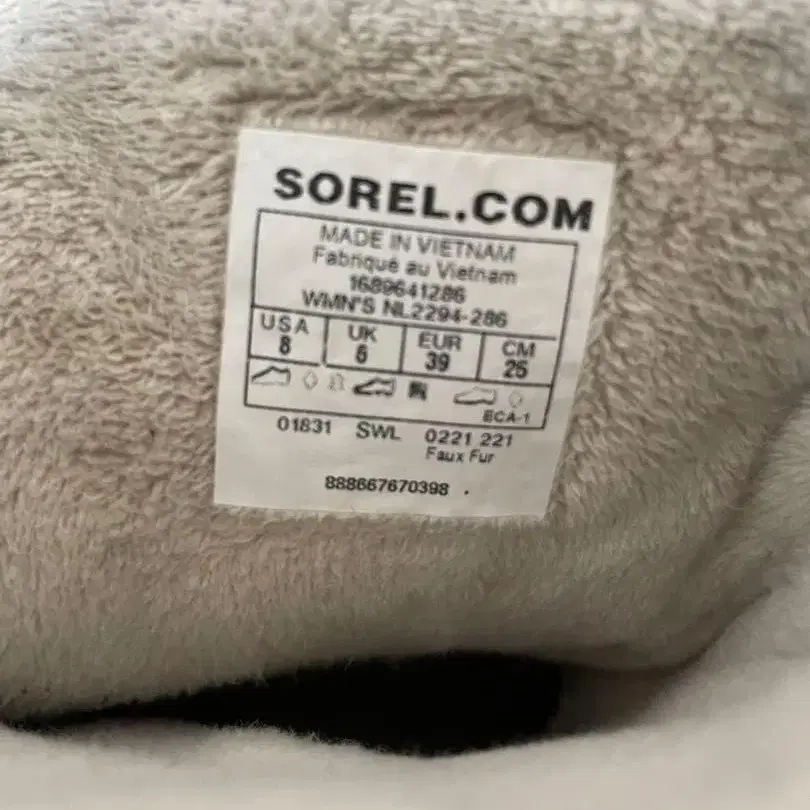 SOREL.COM
MADE IN VIETNAM
Fabriqué au Vietnam
1689641286
WMN'S NL2294-286
USA UK EUR CM
8 6 39 25
BCA-1
01831 SWL 0221 221
Faux Fur
888667670398